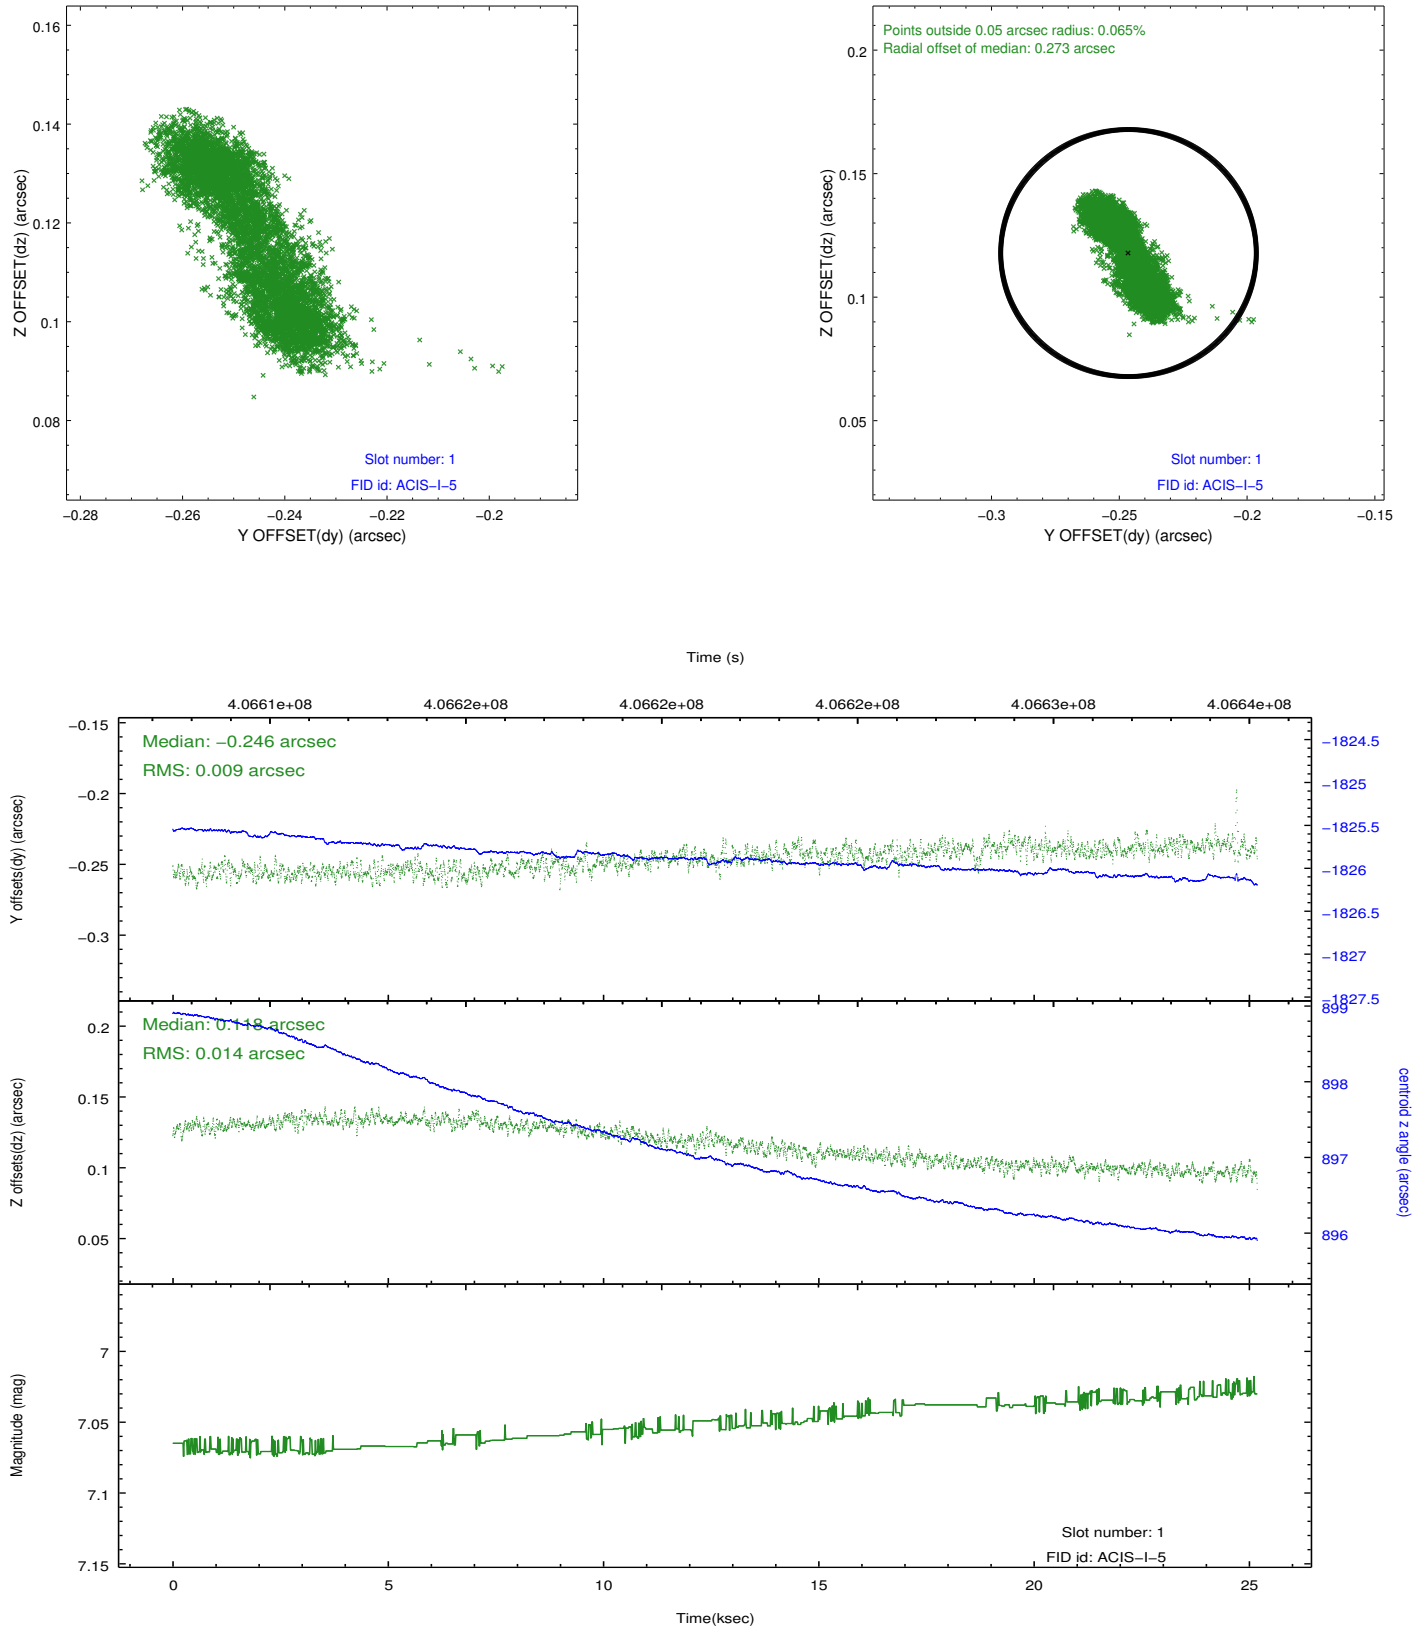 0.16
0.14
0.12
0.1
0.08
Z OFFSET(dz) (arcsec)
−0.28
−0.26
−0.24
−0.22
−0.2
Y OFFSET(dy) (arcsec)
Slot number: 1
FID id: ACIS−I−5
Points outside 0.05 arcsec radius: 0.065%
Radial offset of median: 0.273 arcsec
0.2
0.15
0.1
0.05
Z OFFSET(dz) (arcsec)
−0.3
−0.25
−0.2
−0.15
Y OFFSET(dy) (arcsec)
Slot number: 1
FID id: ACIS−I−5
Time (s)
4.0661e+08
4.0662e+08
4.0662e+08
4.0662e+08
4.0663e+08
4.0664e+08
Median: −0.246 arcsec
RMS: 0.009 arcsec
−0.15
−0.2
−0.25
−0.3
Y offsets(dy) (arcsec)
−1824.5
−1825
−1825.5
−1826
−1826.5
−1827
−1827.5
Median: 0.118 arcsec
RMS: 0.014 arcsec
0.2
0.15
0.1
0.05
Z offsets(dz) (arcsec)
899
898
897
896
centroid z angle (arcsec)
7
7.05
7.1
7.15
Magnitude (mag)
Slot number: 1
FID id: ACIS−I−5
0
5
10
15
20
25
Time(ksec)